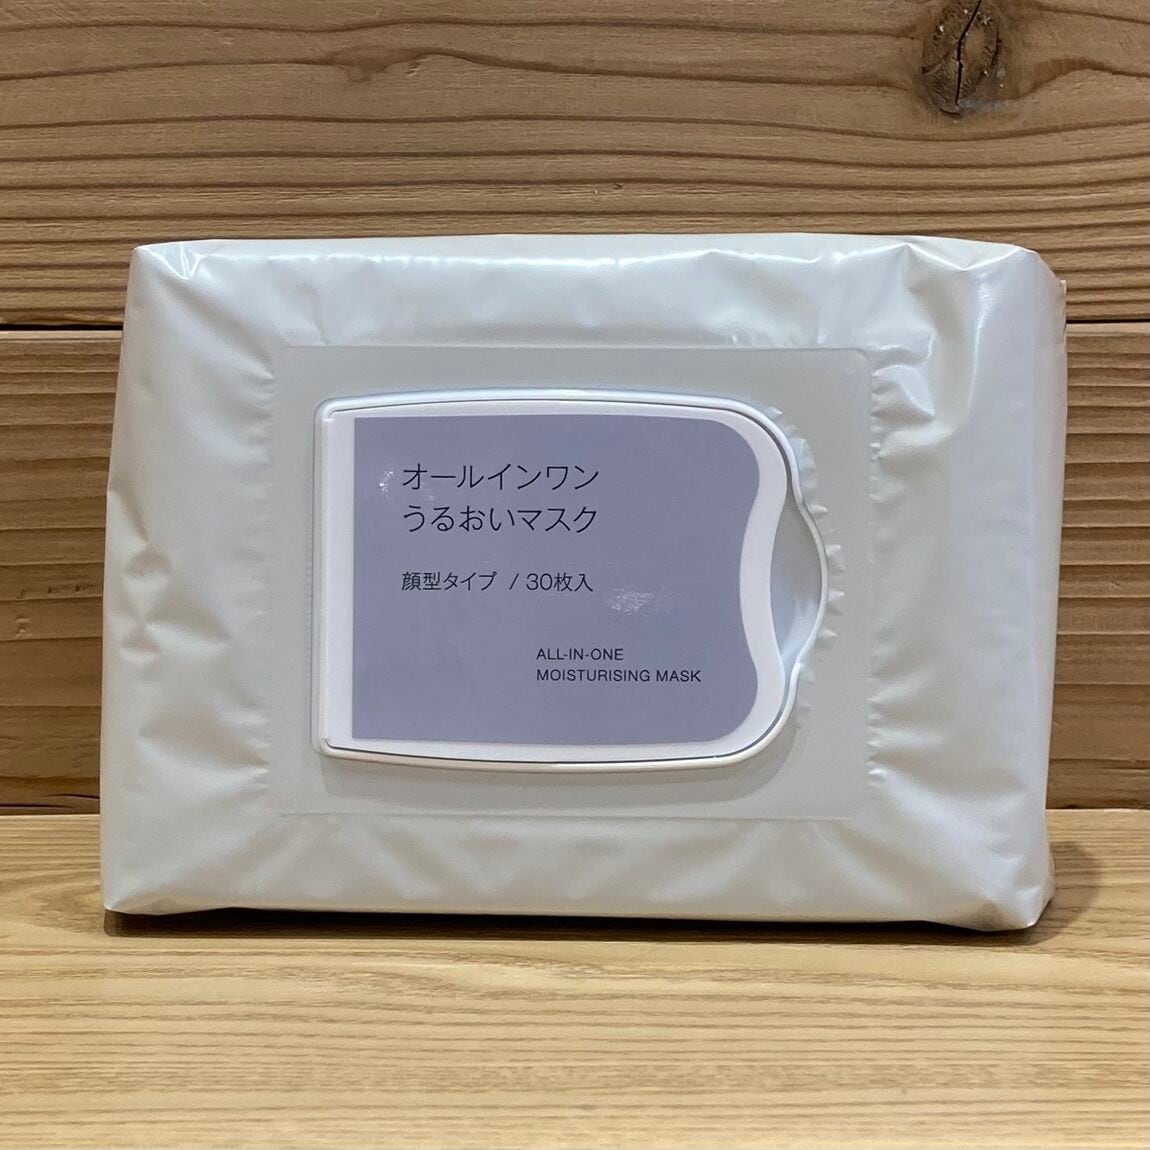 オールインワン
うるおいマスク
顔型タイプ / 30枚入
ALL-IN-ONE
MOISTURISING MASK